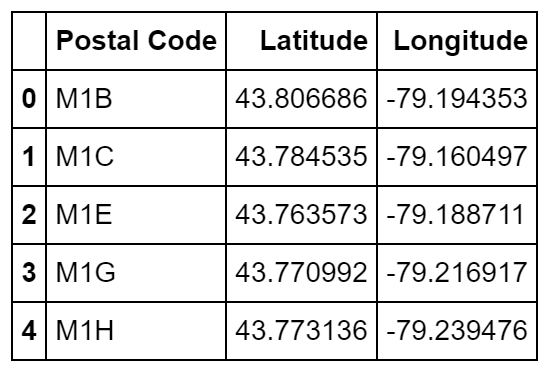 Postal Code Latitude Longitude
0 M1B 43.806686 -79.194353
1 M1C 43.784535 -79.160497
2 M1E 43.763573 -79.188711
3 M1G 43.770992 -79.216917
4 M1H 43.773136 -79.239476